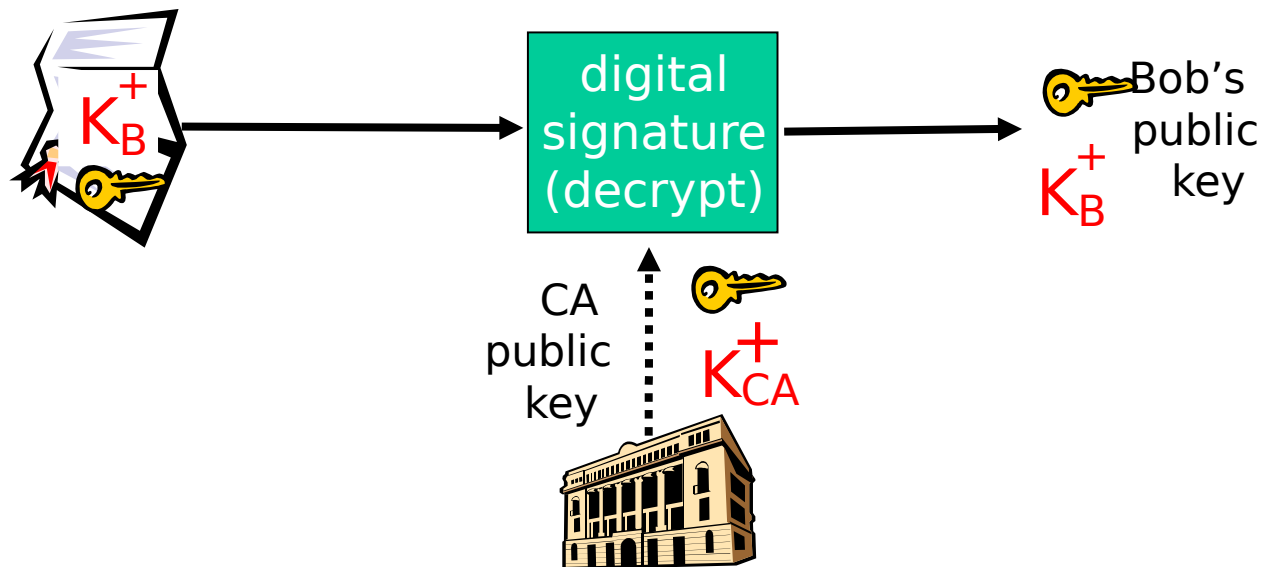 K_B^+
digital
signature
(decrypt)
Bob’s
public
key
K_B^+
CA
public
key
K_CA^+